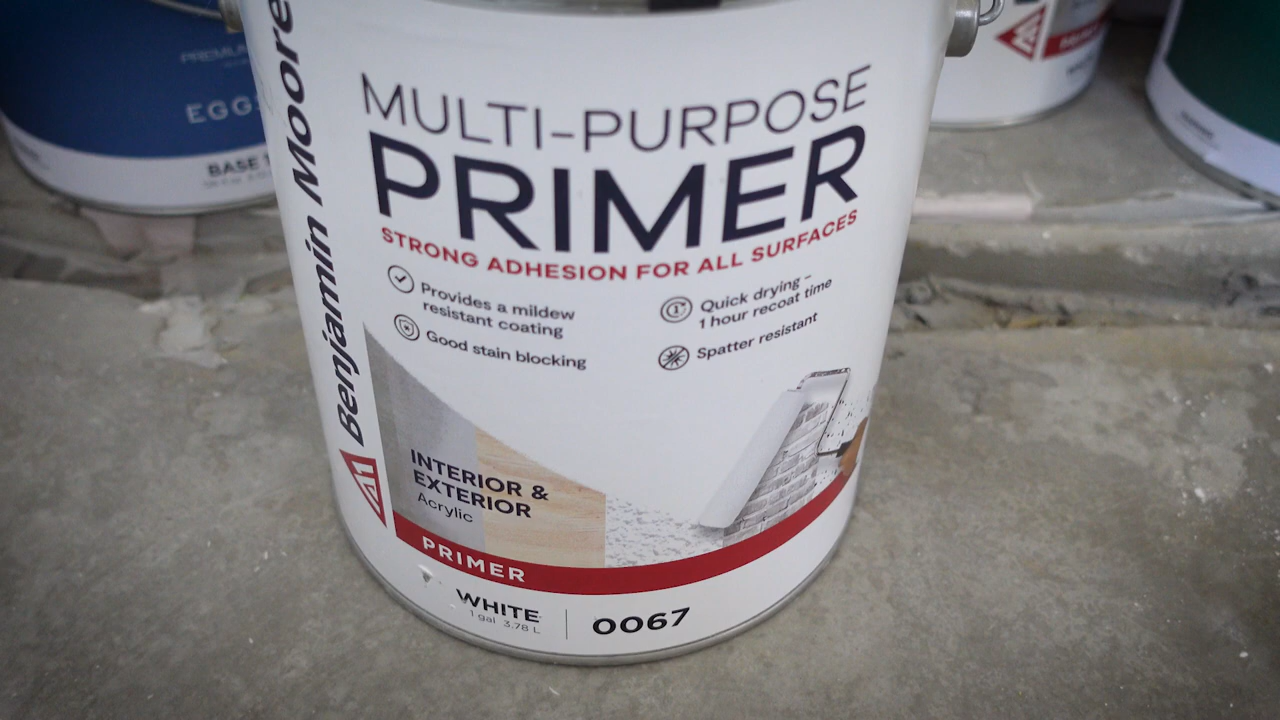 Benjamin Moore
MULTI-PURPOSE
PRIMER
STRONG ADHESION FOR ALL SURFACES
Provides a mildew
resistant coating
Good stain blocking
Quick drying –
1 hour recoat time
Spatter resistant
INTERIOR &
EXTERIOR
Acrylic
PRIMER
WHITE
1 gal 3.78 L
0067
BASE 1